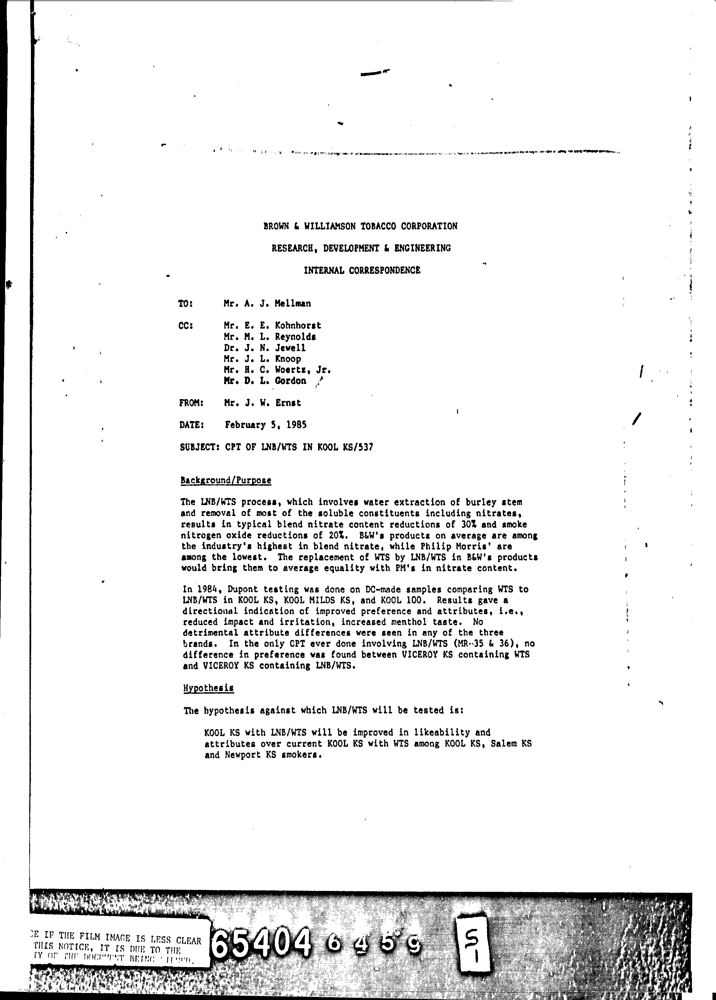 BROWN & WILLIAMSON TOBACCO CORPORATION
RESEARCH, DEVELOPMENT & ENGINEERING
INTERNAL CORRESPONDENCE
TO: Mr. A. J. Mellman
CC: Mr. E. E. Kohnhorst
Mr. M. L. Reynolds
Dr. J. N. Jewell
Mr. J. L. Knoop
Mr. H. C. Woertz, Jr.
Mr. D. L. Gordon
FROM: Mr. J. W. Ernst
DATE: February 5, 1985
SUBJECT: CPT OF LNB/WTS IN KOOL KS/537
Background/Purpose
The LNB/WTS process, which involves water extraction of burley stem
and removal of most of the soluble constituents including nitrates,
results in typical blend nitrate content reductions of 30% and smoke
nitrogen oxide reductions of 20%. B&W's products on average are among
the industry's highest in blend nitrate, while Philip Morris' are
among the lowest. The replacement of WTS by LNB/WTS in B&W's products
would bring them to average equality with PM's in nitrate content.
In 1984, Dupont testing was done on DC-made samples comparing WTS to
LNB/WTS in KOOL KS, KOOL MILDS KS, and KOOL 100. Results gave a
directional indication of improved preference and attributes, i.e.,
reduced impact and irritation, increased menthol taste. No
detrimental attribute differences were seen in any of the three
brands. In the only CPT ever done involving LNB/WTS (MR-35 & 36), no
difference in preference was found between VICEROY KS containing WTS
and VICEROY KS containing LNB/WTS.
Hypothesis
The hypothesis against which LNB/WTS will be tested is:
KOOL KS with LNB/WTS will be improved in likeability and
attributes over current KOOL KS with WTS among KOOL KS, Salem KS
and Newport KS smokers.
CE IF THE FILM IMAGE IS LESS CLEAR
THIS NOTICE, IT IS DUE TO THE
TY OF THE DOCUMENT BEING
65404 6459
51